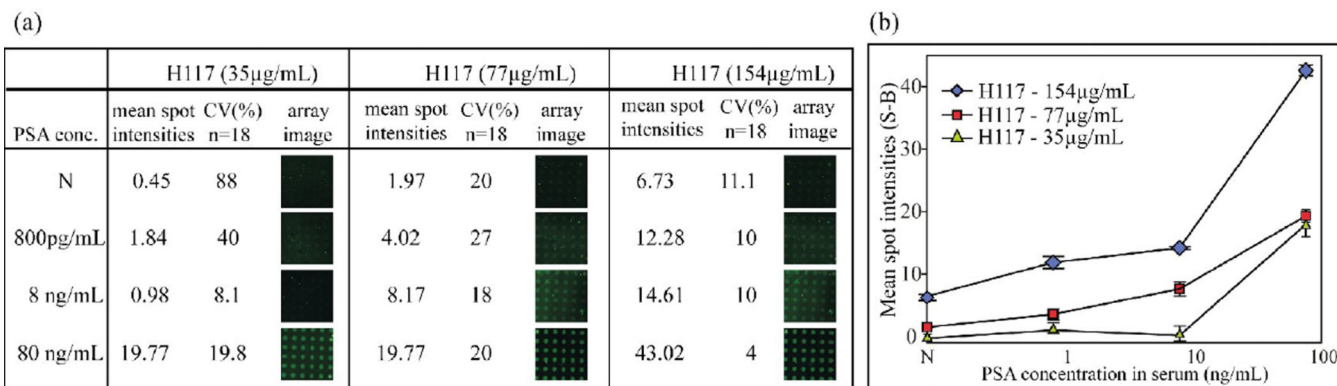 (a)
H117 (35µg/mL) H117 (77µg/mL) H117 (154µg/mL)
mean spot CV(%) array mean spot CV(%) array mean spot CV(%) array
PSA conc. intensities n=18 image intensities n=18 image intensities n=18 image
N 0.45 88 1.97 20 6.73 11.1
800pg/mL 1.84 40 4.02 27 12.28 10
8 ng/mL 0.98 8.1 8.17 18 14.61 10
80 ng/mL 19.77 19.8 19.77 20 43.02 4
(b)
Mean spot intensities (S-B)
40
30
20
10
0
H117 - 154µg/mL
H117 - 77µg/mL
H117 - 35µg/mL
N 1 10 100
PSA concentration in serum (ng/mL)